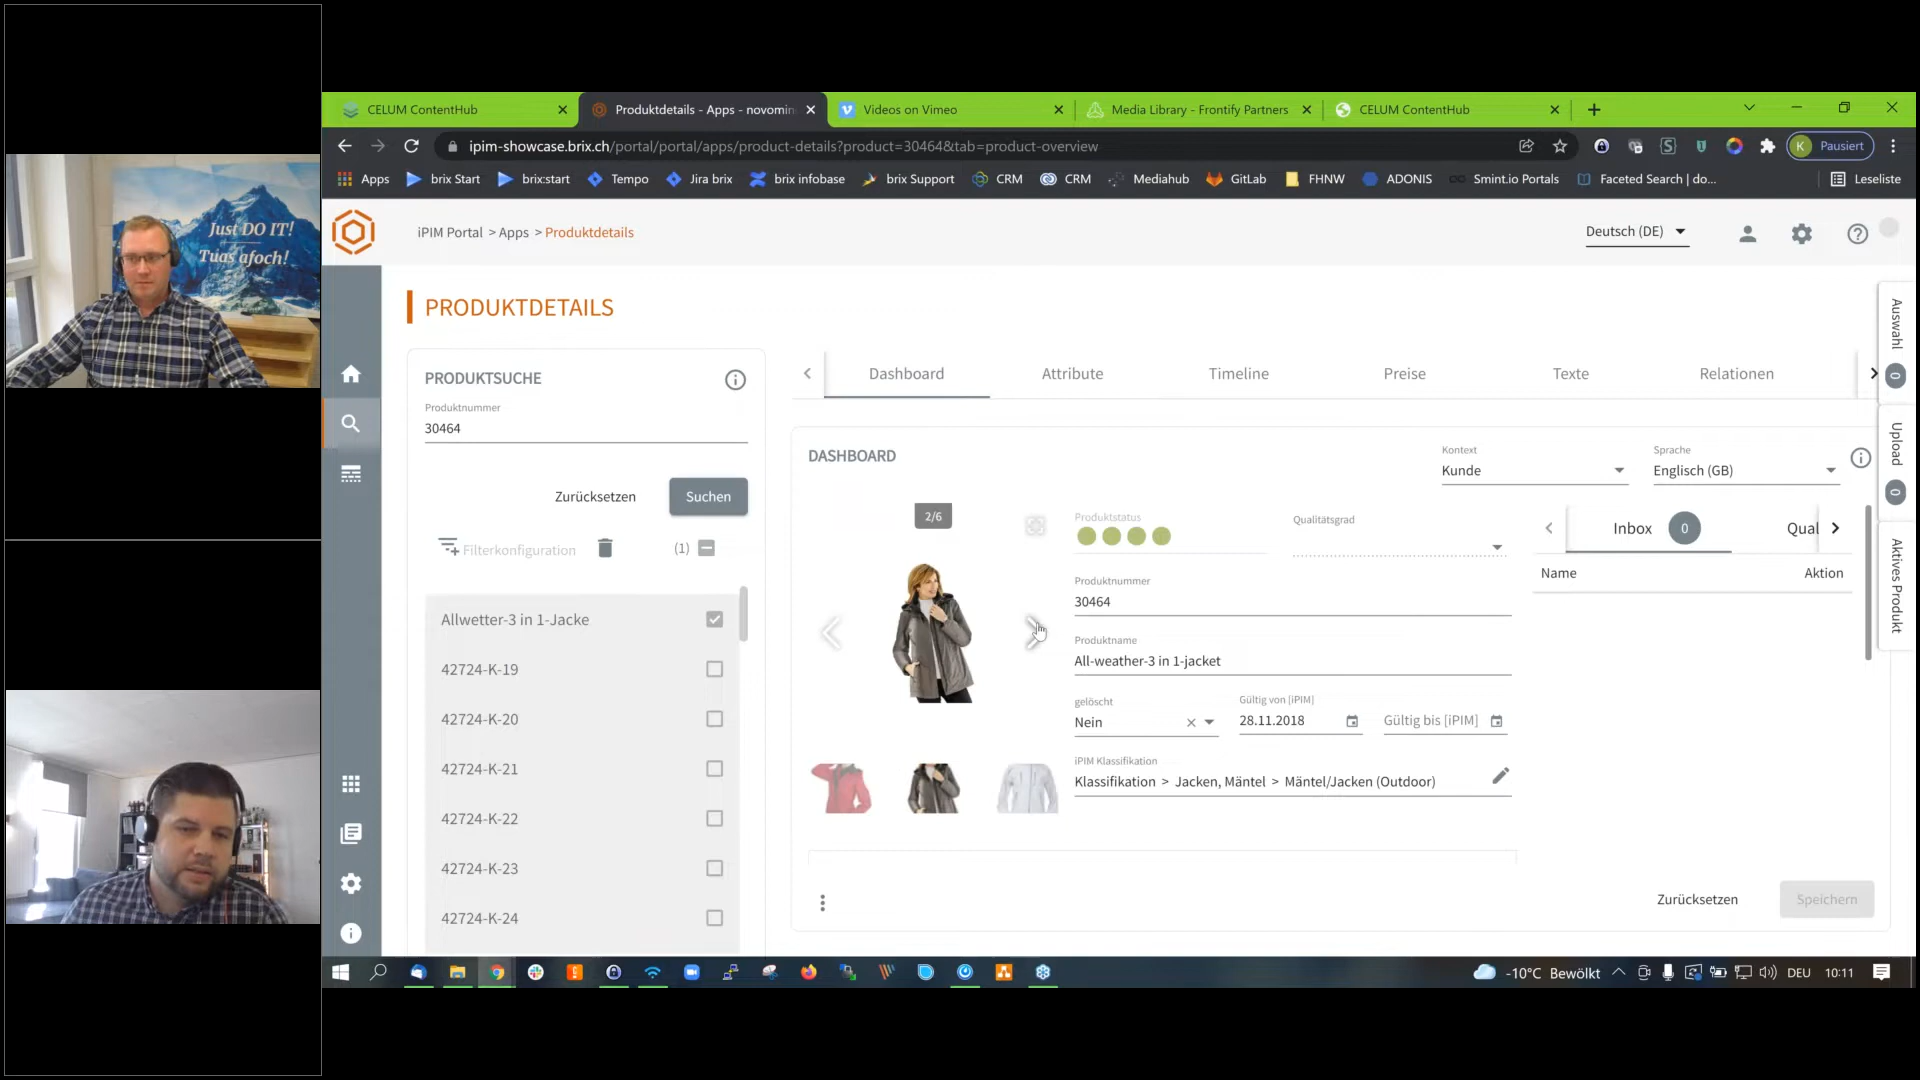 Just DO IT!
Tuas afoch!
CELUM ContentHub
Produktdetails - Apps - novomin
Videos on Vimeo
Media Library - Frontify Partners
CELUM ContentHub
ipim-showcase.brix.ch/portal/portal/apps/product-details?product=30464&tab=product-overview
K Pausiert
Apps
brix Start
brix:start
Tempo
Jira brix
brix infobase
brix Support
CRM
CRM
Mediahub
GitLab
FHNW
ADONIS
Smint.io Portals
Faceted Search | do...
Leseliste
iPIM Portal > Apps > Produktdetails
Deutsch (DE)
PRODUKTDETAILS
PRODUKTSUCHE
Produktnummer
30464
Zurücksetzen
Suchen
Filterkonfiguration
(1)
Allwetter-3 in 1-Jacke
42724-K-19
42724-K-20
42724-K-21
42724-K-22
42724-K-23
42724-K-24
Dashboard
Attribute
Timeline
Preise
Texte
Relationen
DASHBOARD
Kontext
Kunde
Sprache
Englisch (GB)
2/6
Produktstatus
Qualitätsgrad
Produktnummer
30464
Produktname
All-weather-3 in 1-jacket
gelöscht
Nein
Gültig von [iPIM]
28.11.2018
Gültig bis [iPIM]
iPIM Klassifikation
Klassifikation > Jacken, Mäntel > Mäntel/Jacken (Outdoor)
Inbox 0
Qual
Name
Aktion
Zurücksetzen
Speichern
Auswahl 0
Upload 0
Aktives Produkt
-10°C Bewölkt
DEU
10:11